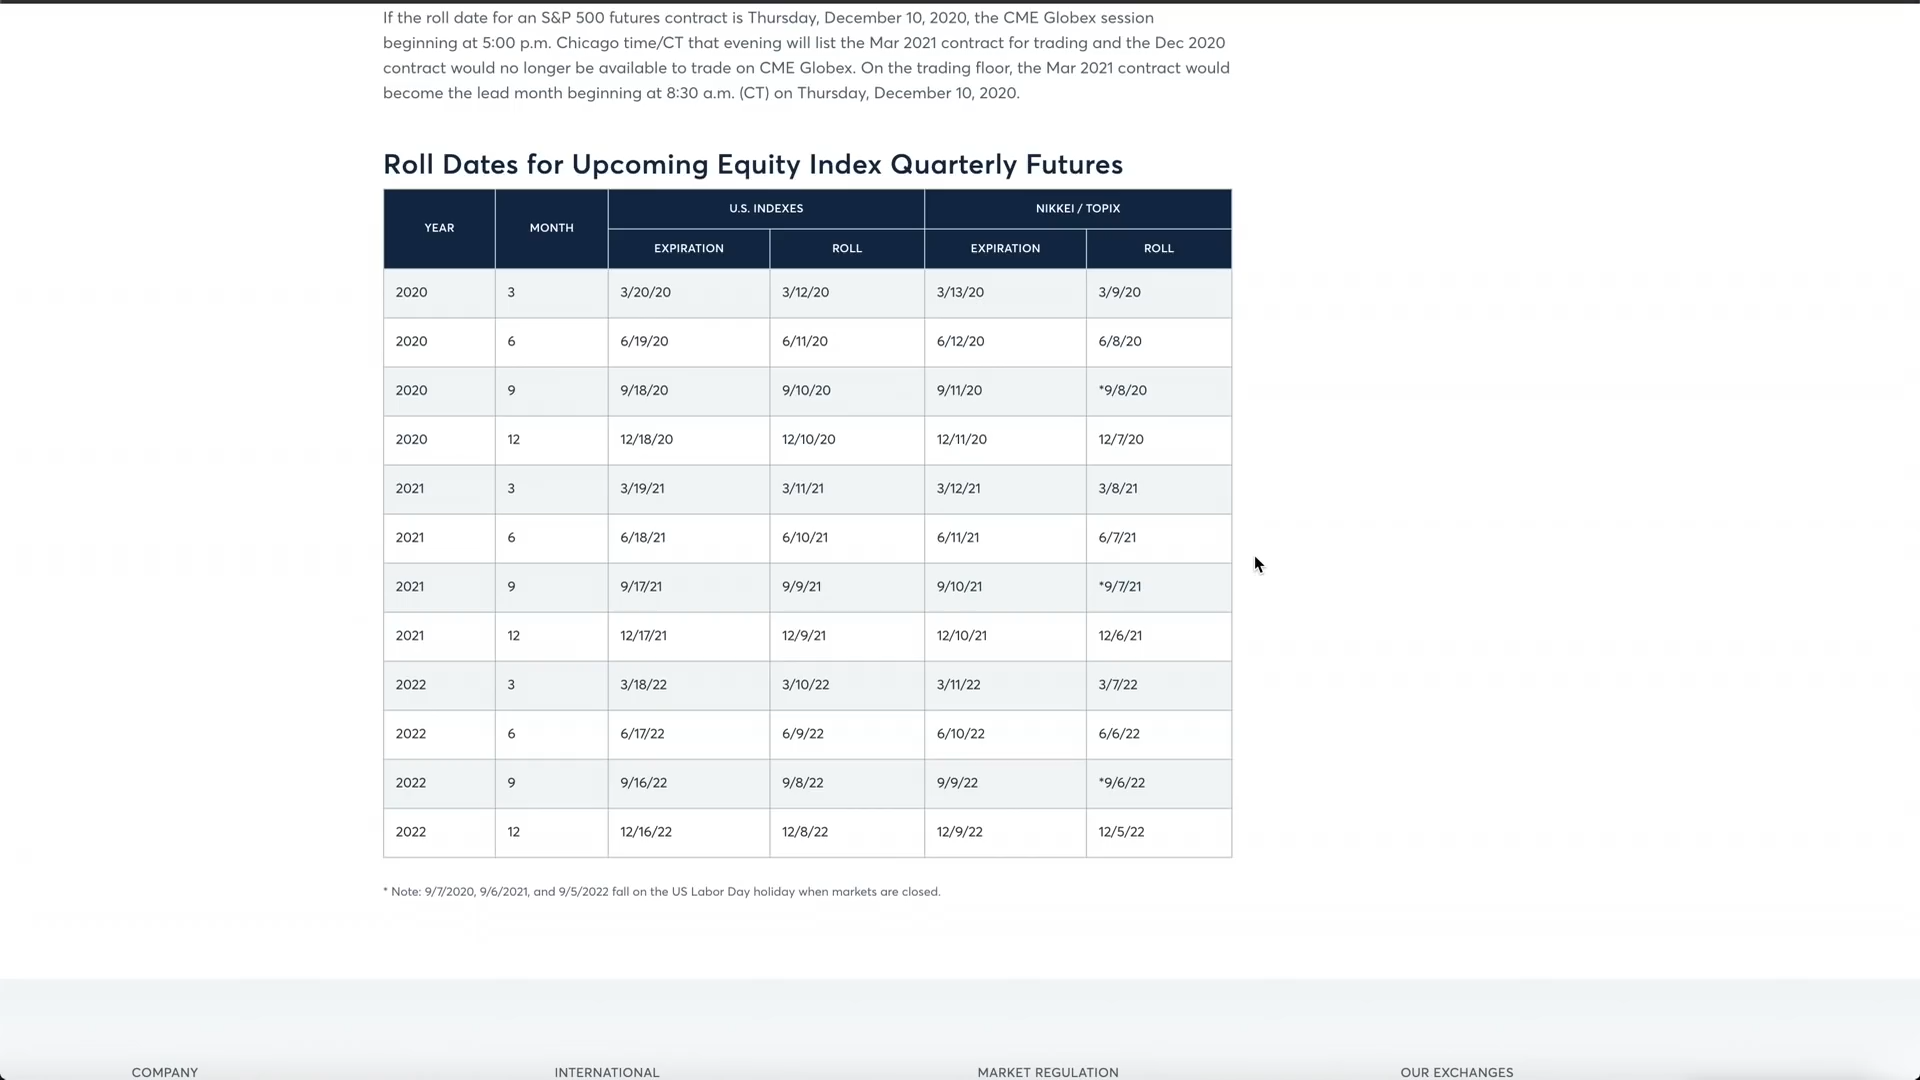 If the roll date for an S&P 500 futures contract is Thursday, December 10, 2020, the CME Globex session
beginning at 5:00 p.m. Chicago time/CT that evening will list the Mar 2021 contract for trading and the Dec 2020
contract would no longer be available to trade on CME Globex. On the trading floor, the Mar 2021 contract would
become the lead month beginning at 8:30 a.m. (CT) on Thursday, December 10, 2020.
Roll Dates for Upcoming Equity Index Quarterly Futures
YEAR MONTH U.S. INDEXES NIKKEI / TOPIX
EXPIRATION ROLL EXPIRATION ROLL
2020 3 3/20/20 3/12/20 3/13/20 3/9/20
2020 6 6/19/20 6/11/20 6/12/20 6/8/20
2020 9 9/18/20 9/10/20 9/11/20 *9/8/20
2020 12 12/18/20 12/10/20 12/11/20 12/7/20
2021 3 3/19/21 3/11/21 3/12/21 3/8/21
2021 6 6/18/21 6/10/21 6/11/21 6/7/21
2021 9 9/17/21 9/9/21 9/10/21 *9/7/21
2021 12 12/17/21 12/9/21 12/10/21 12/6/21
2022 3 3/18/22 3/10/22 3/11/22 3/7/22
2022 6 6/17/22 6/9/22 6/10/22 6/6/22
2022 9 9/16/22 9/8/22 9/9/22 *9/6/22
2022 12 12/16/22 12/8/22 12/9/22 12/5/22
* Note: 9/7/2020, 9/6/2021, and 9/5/2022 fall on the US Labor Day holiday when markets are closed.
COMPANY INTERNATIONAL MARKET REGULATION OUR EXCHANGES